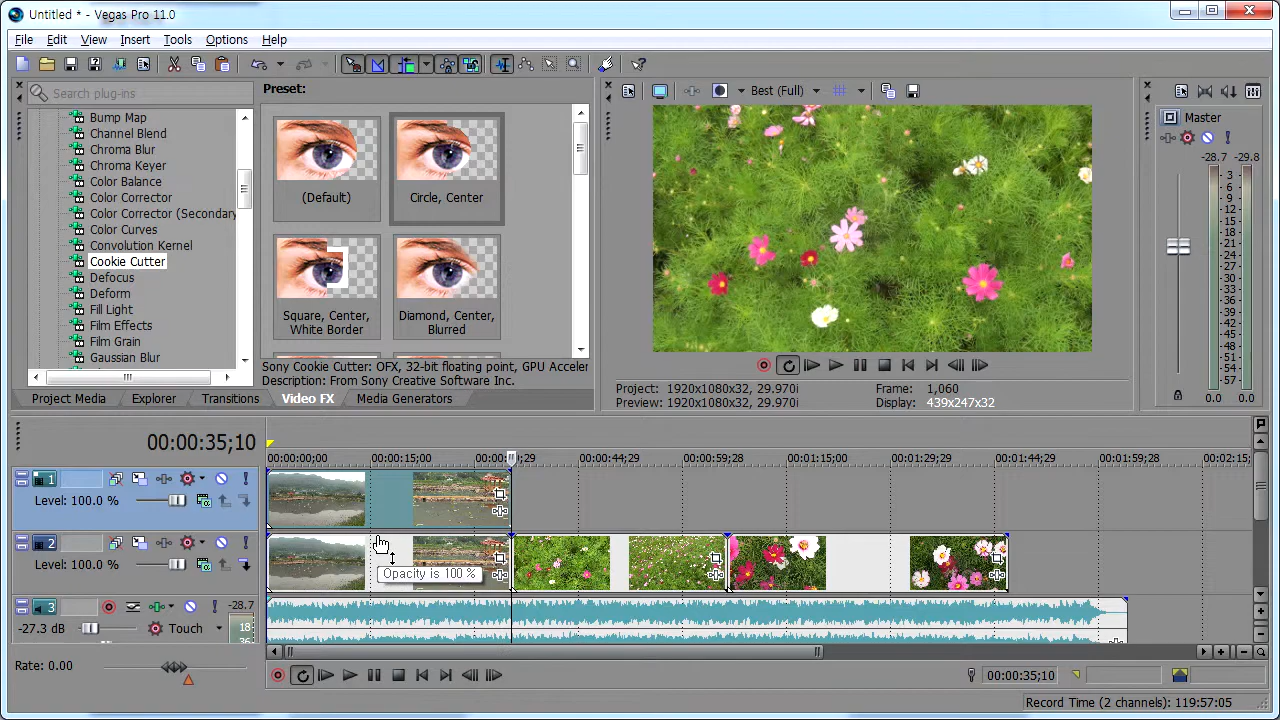 Untitled * - Vegas Pro 11.0
File Edit View Insert Tools Options Help
Search plug-ins
Bump Map
Channel Blend
Chroma Blur
Chroma Keyer
Color Balance
Color Corrector
Color Corrector (Secondary
Color Curves
Convolution Kernel
Cookie Cutter
Defocus
Deform
Fill Light
Film Effects
Film Grain
Gaussian Blur
Preset:
(Default)
Circle, Center
Square, Center,
White Border
Diamond, Center,
Blurred
Sony Cookie Cutter: OFX, 32-bit floating point, GPU Acceler
Description: From Sony Creative Software Inc.
Project Media Explorer Transitions Video FX Media Generators
Best (Full)
Project: 1920x1080x32, 29.970i
Preview: 1920x1080x32, 29.970i
Frame: 1,060
Display: 439x247x32
Master
-28.7 -29.8
3
6
9
12
15
18
21
24
27
30
33
36
39
42
45
48
51
54
57
0.0 0.0
00:00:35;10
00:00:00;00 00:00:15;00 ;29;29 00:00:44;29 00:00:59;28 00:01:15;00 00:01:29;29 00:01:44;29 00:01:59;28 00:02:15;
1
Level: 100.0 %
2
Level: 100.0 %
Opacity is 100 %
3
-28.7
-27.3 dB Touch 18
36
Rate: 0.00
00:00:35;10
Record Time (2 channels): 119:57:05